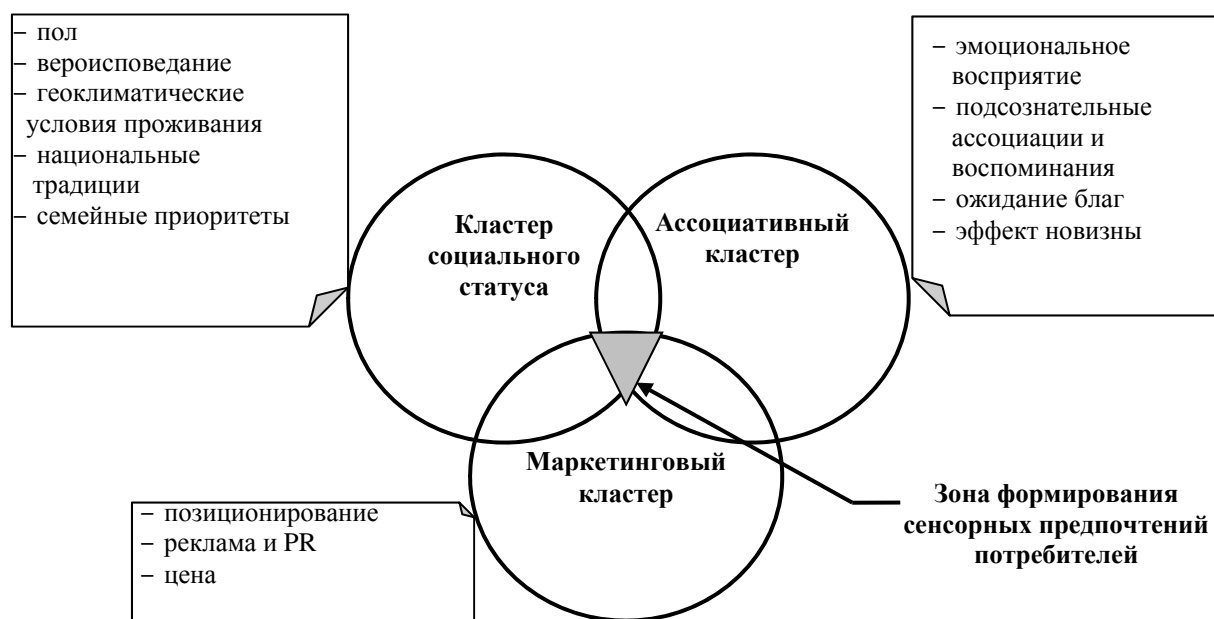 – пол
– вероисповедание
– геоклиматические
условия проживания
– национальные
традиции
– семейные приоритеты
– эмоциональное
восприятие
– подсознательные
ассоциации и
воспоминания
– ожидание благ
– эффект новизны
Кластер
социального
статуса
Ассоциативный
кластер
Маркетинговый
кластер
– позиционирование
– реклама и PR
– цена
Зона формирования
сенсорных предпочтений
потребителей